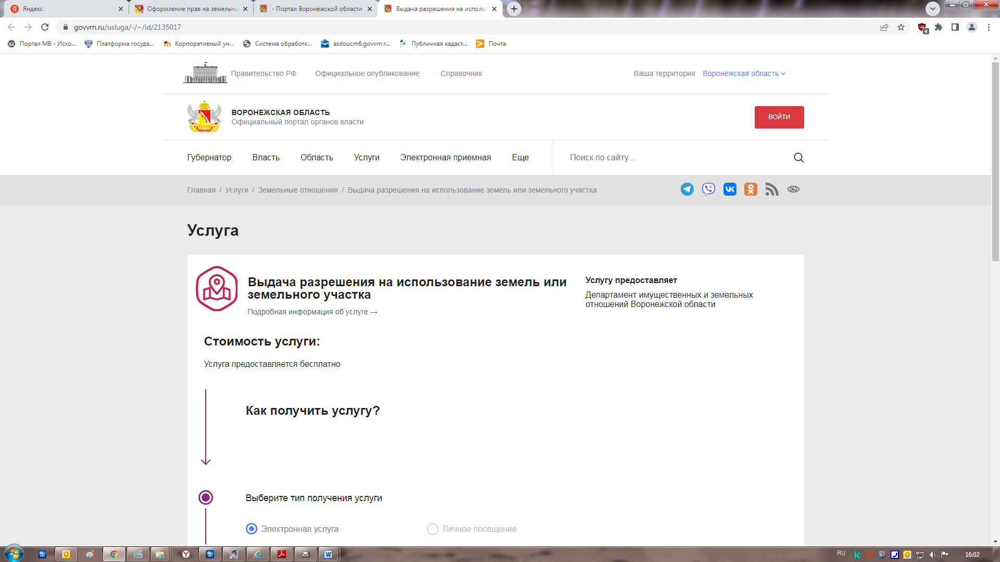 Яндекс
Оформление прав на земельны
- Портал Воронежской области
Выдача разрешения на использ
govvrn.ru/usluga/-/~/id/2135017
4
Портал МВ - Исхо...
Платформа госуда...
Корпоративный ун...
Система обработк...
asdoucm6.govvrn.r...
Публичная кадаст...
Почта
Правительство РФ
Официальное опубликование
Справочник
Ваша территория
Воронежская область
ВОРОНЕЖСКАЯ ОБЛАСТЬ
Официальный портал органов власти
ВОЙТИ
Губернатор
Власть
Область
Услуги
Электронная приемная
Еще
Поиск по сайту...
Главная / Услуги / Земельные отношения / Выдача разрешения на использование земель или земельного участка
Услуга
Выдача разрешения на использование земель или
земельного участка
Подробная информация об услуге →
Услугу предоставляет
Департамент имущественных и земельных
отношений Воронежской области
Стоимость услуги:
Услуга предоставляется бесплатно
Как получить услугу?
Выберите тип получения услуги
Электронная услуга
Личное посещение
RU
16:02